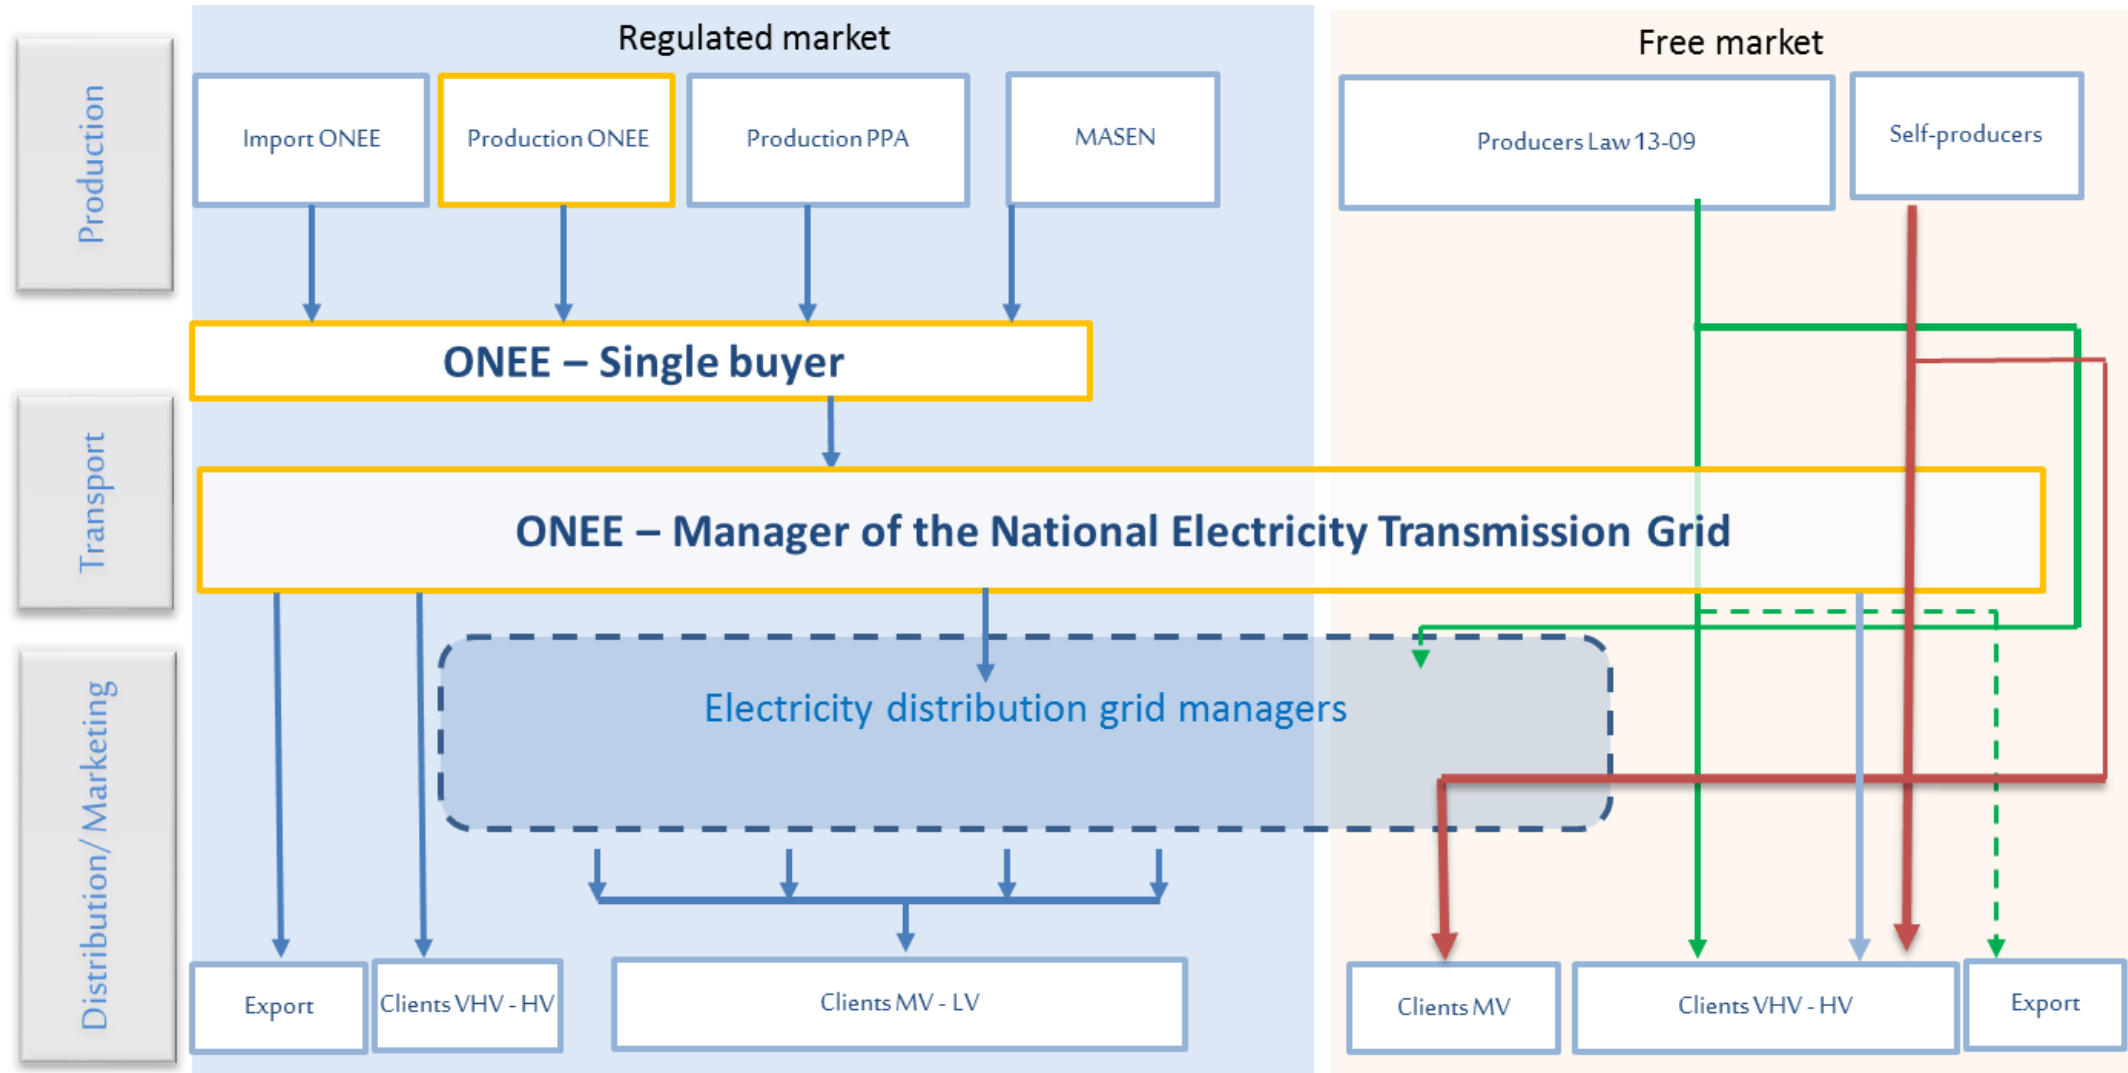 Regulated market
Free market
Production
Import ONEE
Production ONEE
Production PPA
MASEN
Producers Law 13-09
Self-producers
ONEE – Single buyer
Transport
ONEE – Manager of the National Electricity Transmission Grid
Distribution/Marketing
Electricity distribution grid managers
Export
Clients VHV - HV
Clients MV - LV
Clients MV
Clients VHV - HV
Export